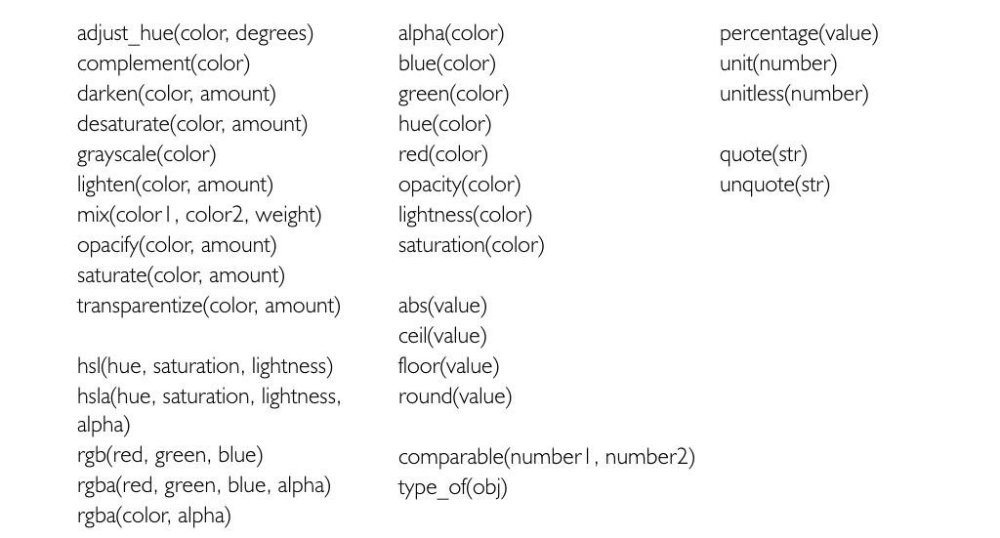 adjust_hue(color, degrees)
complement(color)
darken(color, amount)
desaturate(color, amount)
grayscale(color)
lighten(color, amount)
mix(color1, color2, weight)
opacify(color, amount)
saturate(color, amount)
transparentize(color, amount)
hsl(hue, saturation, lightness)
hsla(hue, saturation, lightness,
alpha)
rgb(red, green, blue)
rgba(red, green, blue, alpha)
rgba(color, alpha)
alpha(color)
blue(color)
green(color)
hue(color)
red(color)
opacity(color)
lightness(color)
saturation(color)
abs(value)
ceil(value)
floor(value)
round(value)
comparable(number1, number2)
type_of(obj)
percentage(value)
unit(number)
unitless(number)
quote(str)
unquote(str)